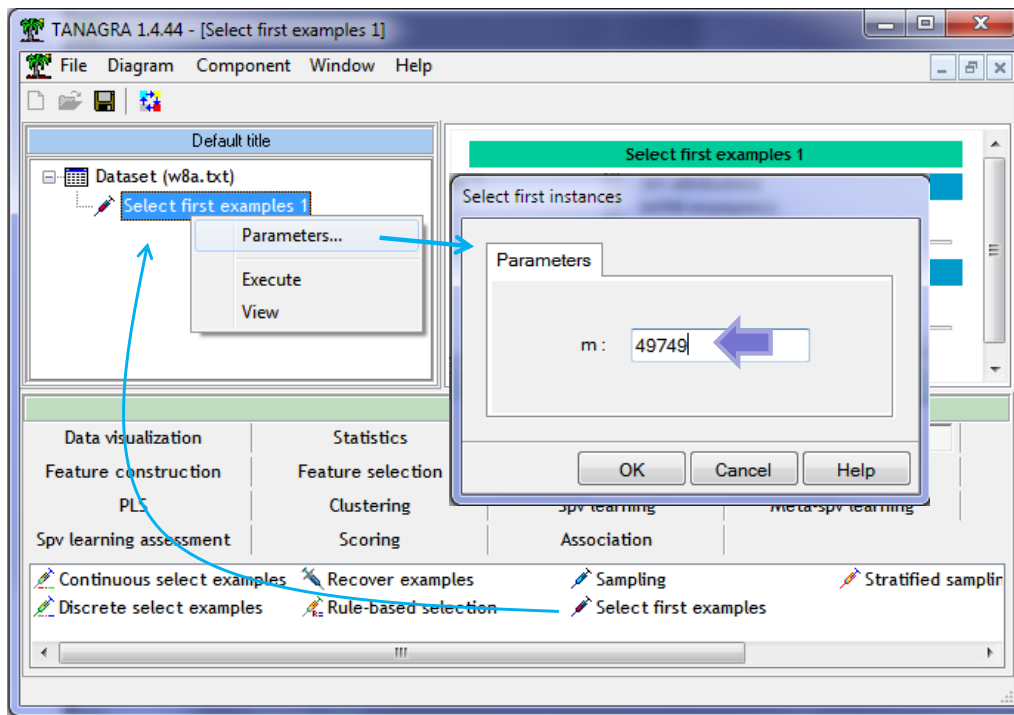 TANAGRA 1.4.44 - [Select first examples 1]
File Diagram Component Window Help
Default title
Dataset (w8a.txt)
Select first examples 1
Parameters...
Execute
View
Select first examples 1
Select first instances
Parameters
m : 49749
OK Cancel Help
Data visualization Statistics
Feature construction Feature selection
PLS Clustering Spv learning Meta-spv learning
Spv learning assessment Scoring Association
Continuous select examples Recover examples Sampling Stratified samplin
Discrete select examples Rule-based selection Select first examples